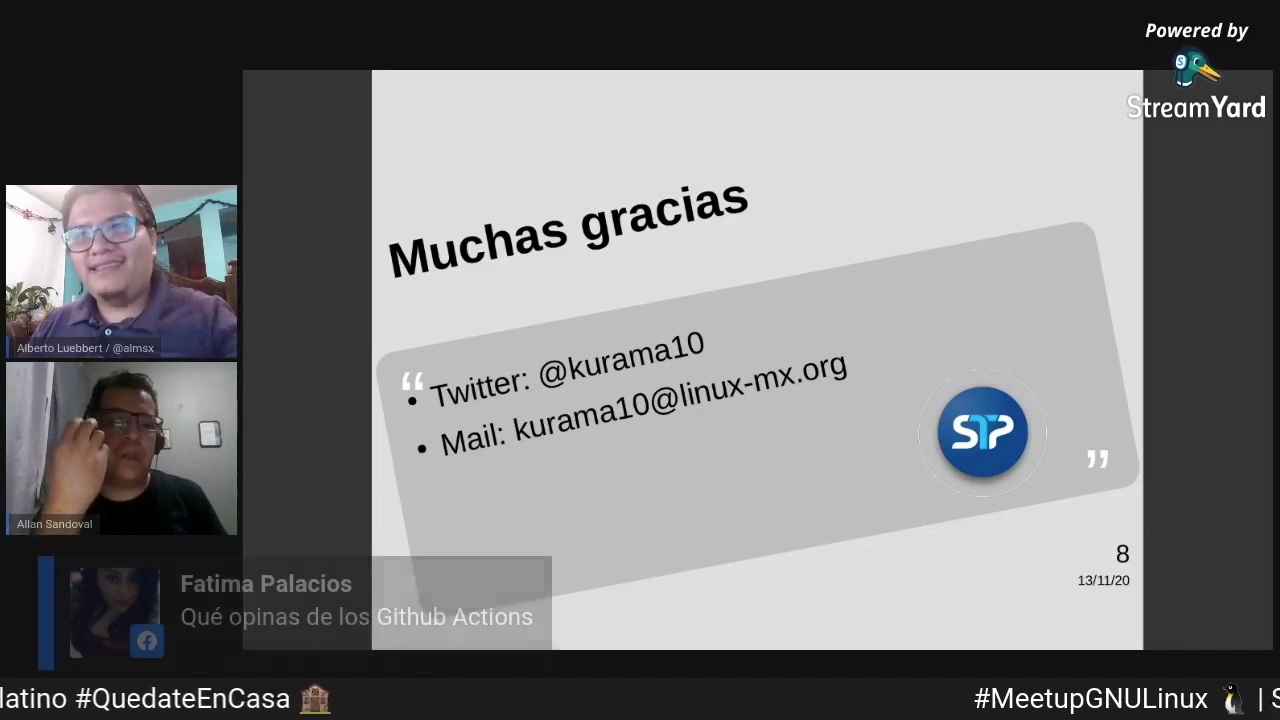 Powered by
StreamYard
Muchas gracias
“
• Twitter: @kurama10
• Mail: kurama10@linux-mx.org
STP
”
8
13/11/20
Alberto Luebbert / @almsx
Allan Sandoval
Fatima Palacios
Qué opinas de los Github Actions
latino #QuedateEnCasa 🏚️ #MeetupGNULinux 🐧 | S